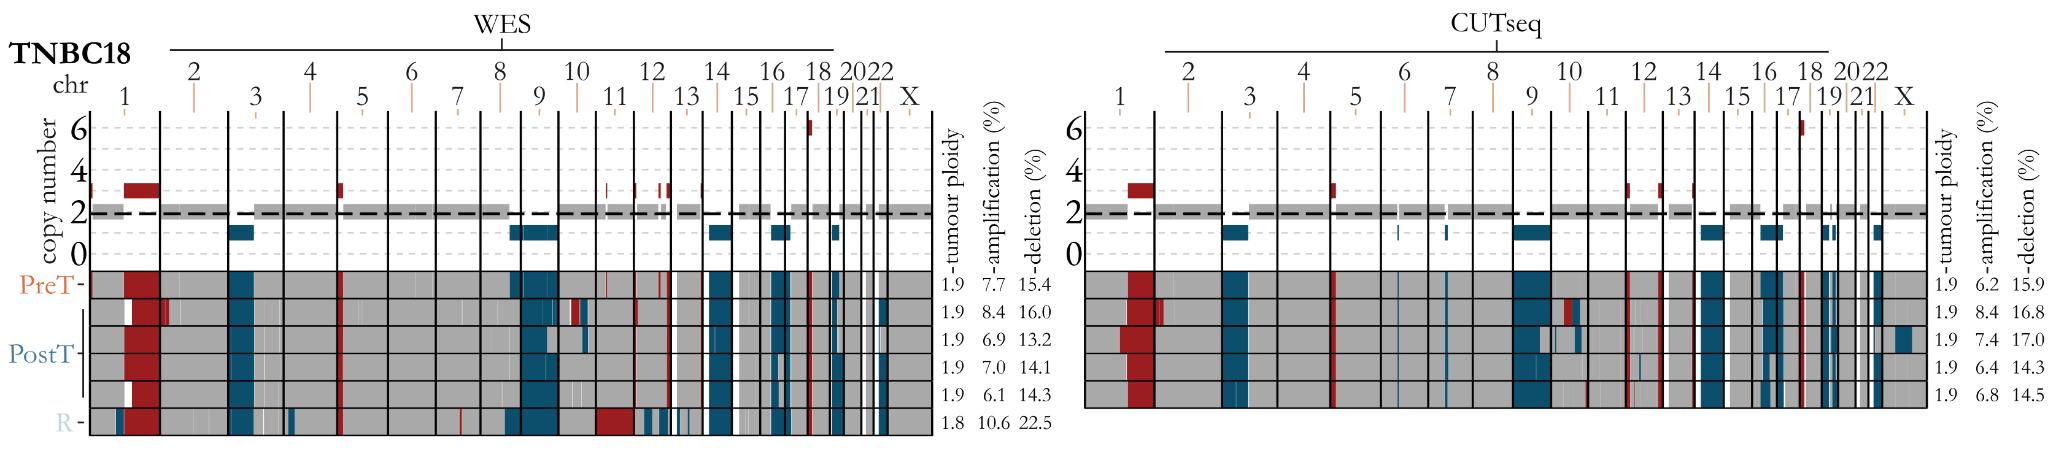 WES
CUTseq
TNBC18
chr
2 4 6 8 10 12 14 16 18 20 22
1 3 5 7 9 11 13 15 17 19 21 X
2 4 6 8 10 12 14 16 18 20 22
1 3 5 7 9 11 13 15 17 19 21 X
copy number
6
4
2
0
6
4
2
0
-tumour ploidy
-amplification (%)
-deletion (%)
-tumour ploidy
-amplification (%)
-deletion (%)
PreT-
PostT
R -
1.9 7.7 15.4
1.9 8.4 16.0
1.9 6.9 13.2
1.9 7.0 14.1
1.9 6.1 14.3
1.8 10.6 22.5
1.9 6.2 15.9
1.9 8.4 16.8
1.9 7.4 17.0
1.9 6.4 14.3
1.9 6.8 14.5